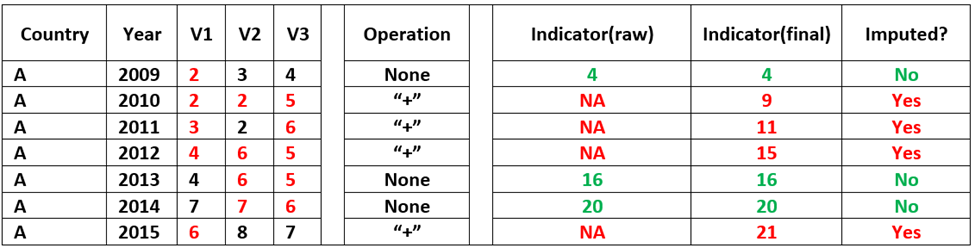 Country Year V1 V2 V3 Operation Indicator(raw) Indicator(final) Imputed?
A 2009 2 3 4 None 4 4 No
A 2010 2 2 5 “+” NA 9 Yes
A 2011 3 2 6 “+” NA 11 Yes
A 2012 4 6 5 “+” NA 15 Yes
A 2013 4 6 5 None 16 16 No
A 2014 7 7 6 None 20 20 No
A 2015 6 8 7 “+” NA 21 Yes